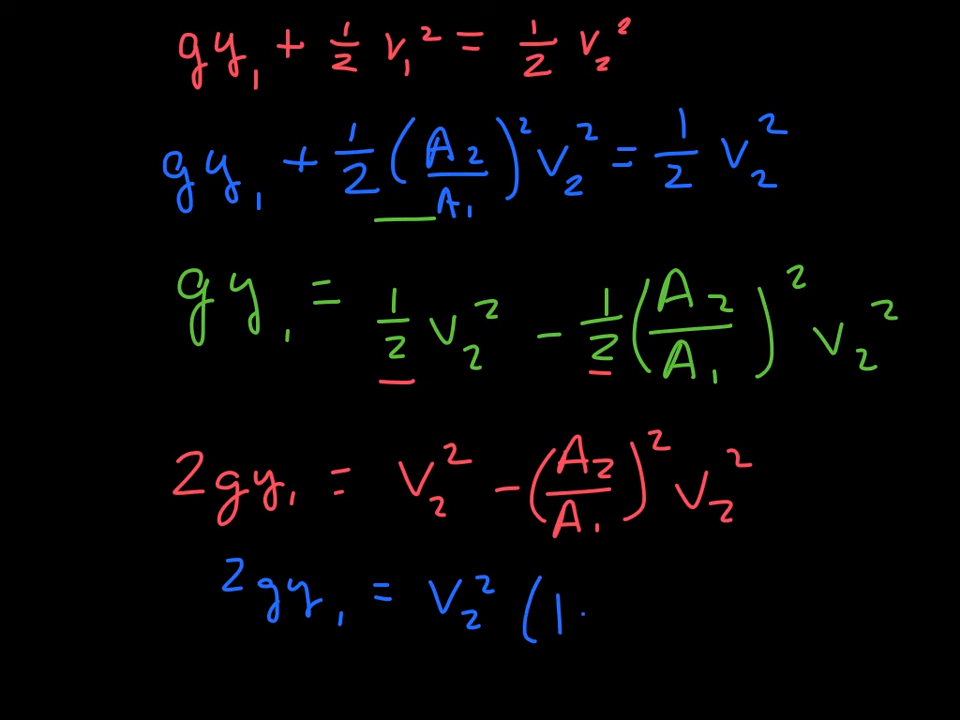 gy₁ + 1/2 v₁² = 1/2 v₂²
gy₁ + 1/2 (A₂/A₁)² v₂² = 1/2 v₂²
gy₁ = 1/2 v₂² - 1/2 (A₂/A₁)² v₂²
2gy₁ = v₂² - (A₂/A₁)² v₂²
2gy₁ = v₂² (1